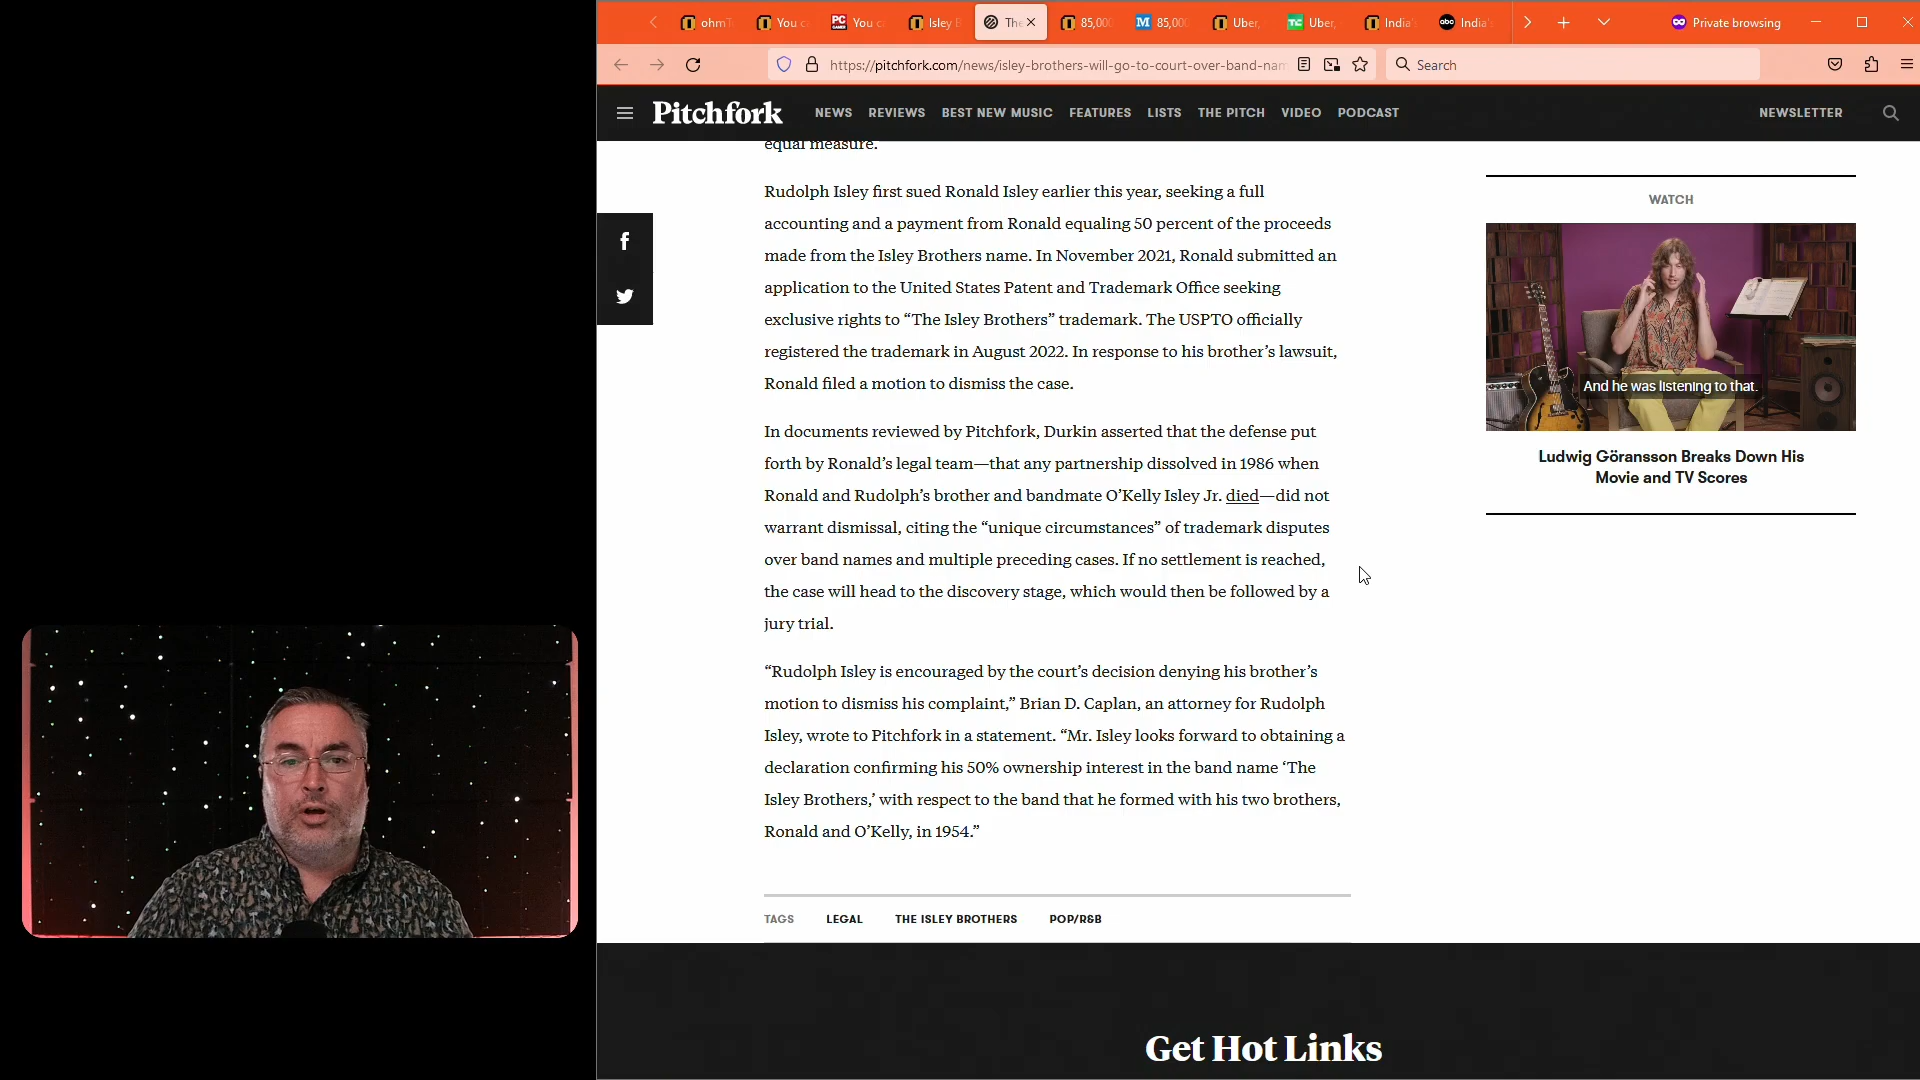 ohmT
You c
PC GAMER
You c
Isley B
The
85,000
M
85,000
Uber,
TC
Uber,
India'
abc
India'
Private browsing
https://pitchfork.com/news/isley-brothers-will-go-to-court-over-band-nam
Search
Pitchfork
NEWS REVIEWS BEST NEW MUSIC FEATURES LISTS THE PITCH VIDEO PODCAST
NEWSLETTER
equal measure.
Rudolph Isley first sued Ronald Isley earlier this year, seeking a full
accounting and a payment from Ronald equaling 50 percent of the proceeds
made from the Isley Brothers name. In November 2021, Ronald submitted an
application to the United States Patent and Trademark Office seeking
exclusive rights to “The Isley Brothers” trademark. The USPTO officially
registered the trademark in August 2022. In response to his brother’s lawsuit,
Ronald filed a motion to dismiss the case.
In documents reviewed by Pitchfork, Durkin asserted that the defense put
forth by Ronald’s legal team—that any partnership dissolved in 1986 when
Ronald and Rudolph’s brother and bandmate O’Kelly Isley Jr. died—did not
warrant dismissal, citing the “unique circumstances” of trademark disputes
over band names and multiple preceding cases. If no settlement is reached,
the case will head to the discovery stage, which would then be followed by a
jury trial.
“Rudolph Isley is encouraged by the court’s decision denying his brother’s
motion to dismiss his complaint,” Brian D. Caplan, an attorney for Rudolph
Isley, wrote to Pitchfork in a statement. “Mr. Isley looks forward to obtaining a
declaration confirming his 50% ownership interest in the band name ‘The
Isley Brothers,’ with respect to the band that he formed with his two brothers,
Ronald and O’Kelly, in 1954.”
TAGS LEGAL THE ISLEY BROTHERS POP/R&B
WATCH
And he was listening to that.
Ludwig Göransson Breaks Down His
Movie and TV Scores
Get Hot Links